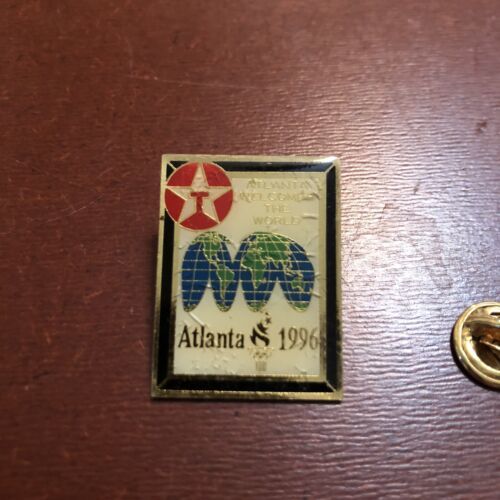 T
ATLANTA
WELCOMES
THE
WORLD
Atlanta 1996